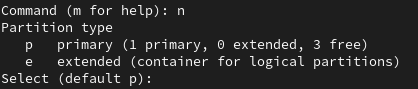 Command (m for help): n
Partition type
   p   primary (1 primary, 0 extended, 3 free)
   e   extended (container for logical partitions)
Select (default p):